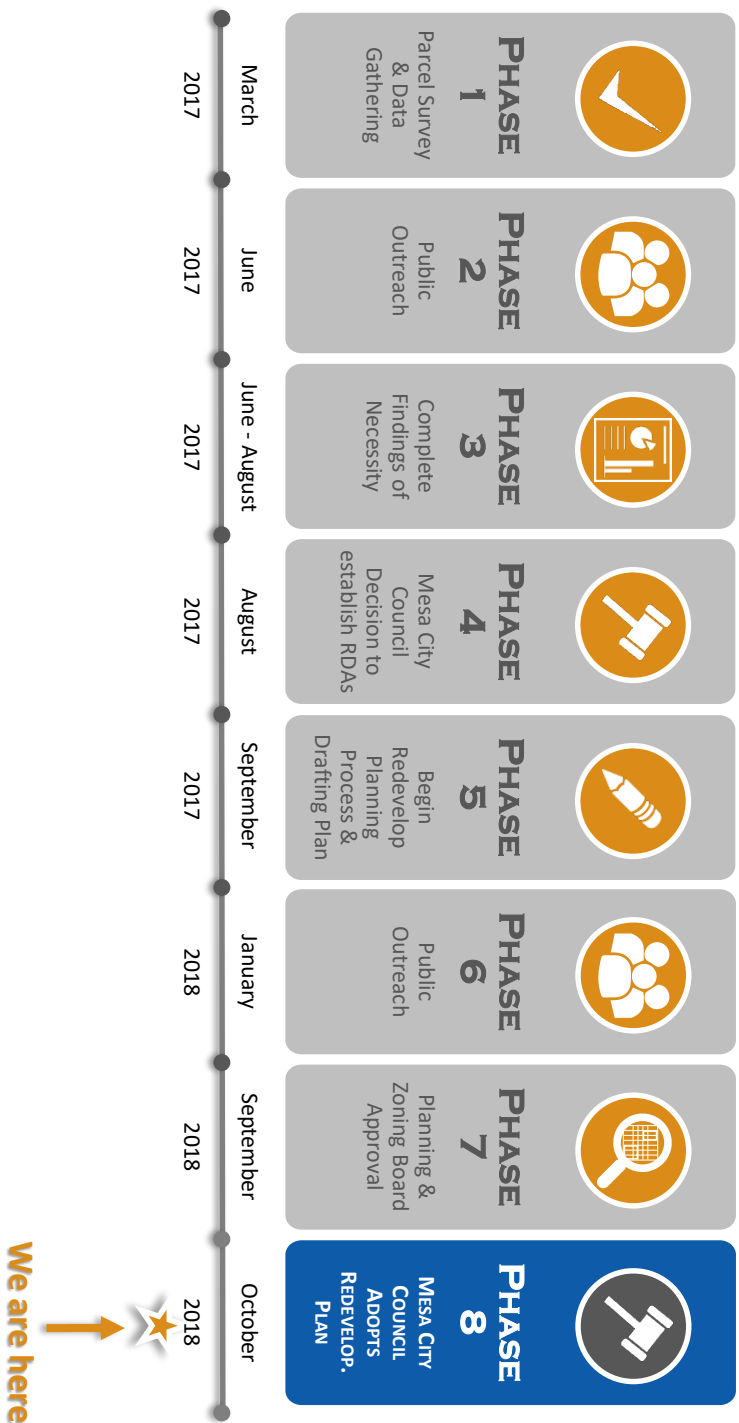 PHASE
1
Parcel Survey
& Data
Gathering
PHASE
2
Public
Outreach
PHASE
3
Complete
Findings of
Necessity
PHASE
4
Mesa City
Council
Decision to
establish RDAs
PHASE
5
Begin
Redevelop
Planning
Process &
Drafting Plan
PHASE
6
Public
Outreach
PHASE
7
Planning &
Zoning Board
Approval
PHASE
8
MESA CITY
COUNCIL
ADOPTS
REDEVELOP.
PLAN
March
2017
June
2017
June - August
2017
August
2017
September
2017
January
2018
September
2018
October
2018
We are here